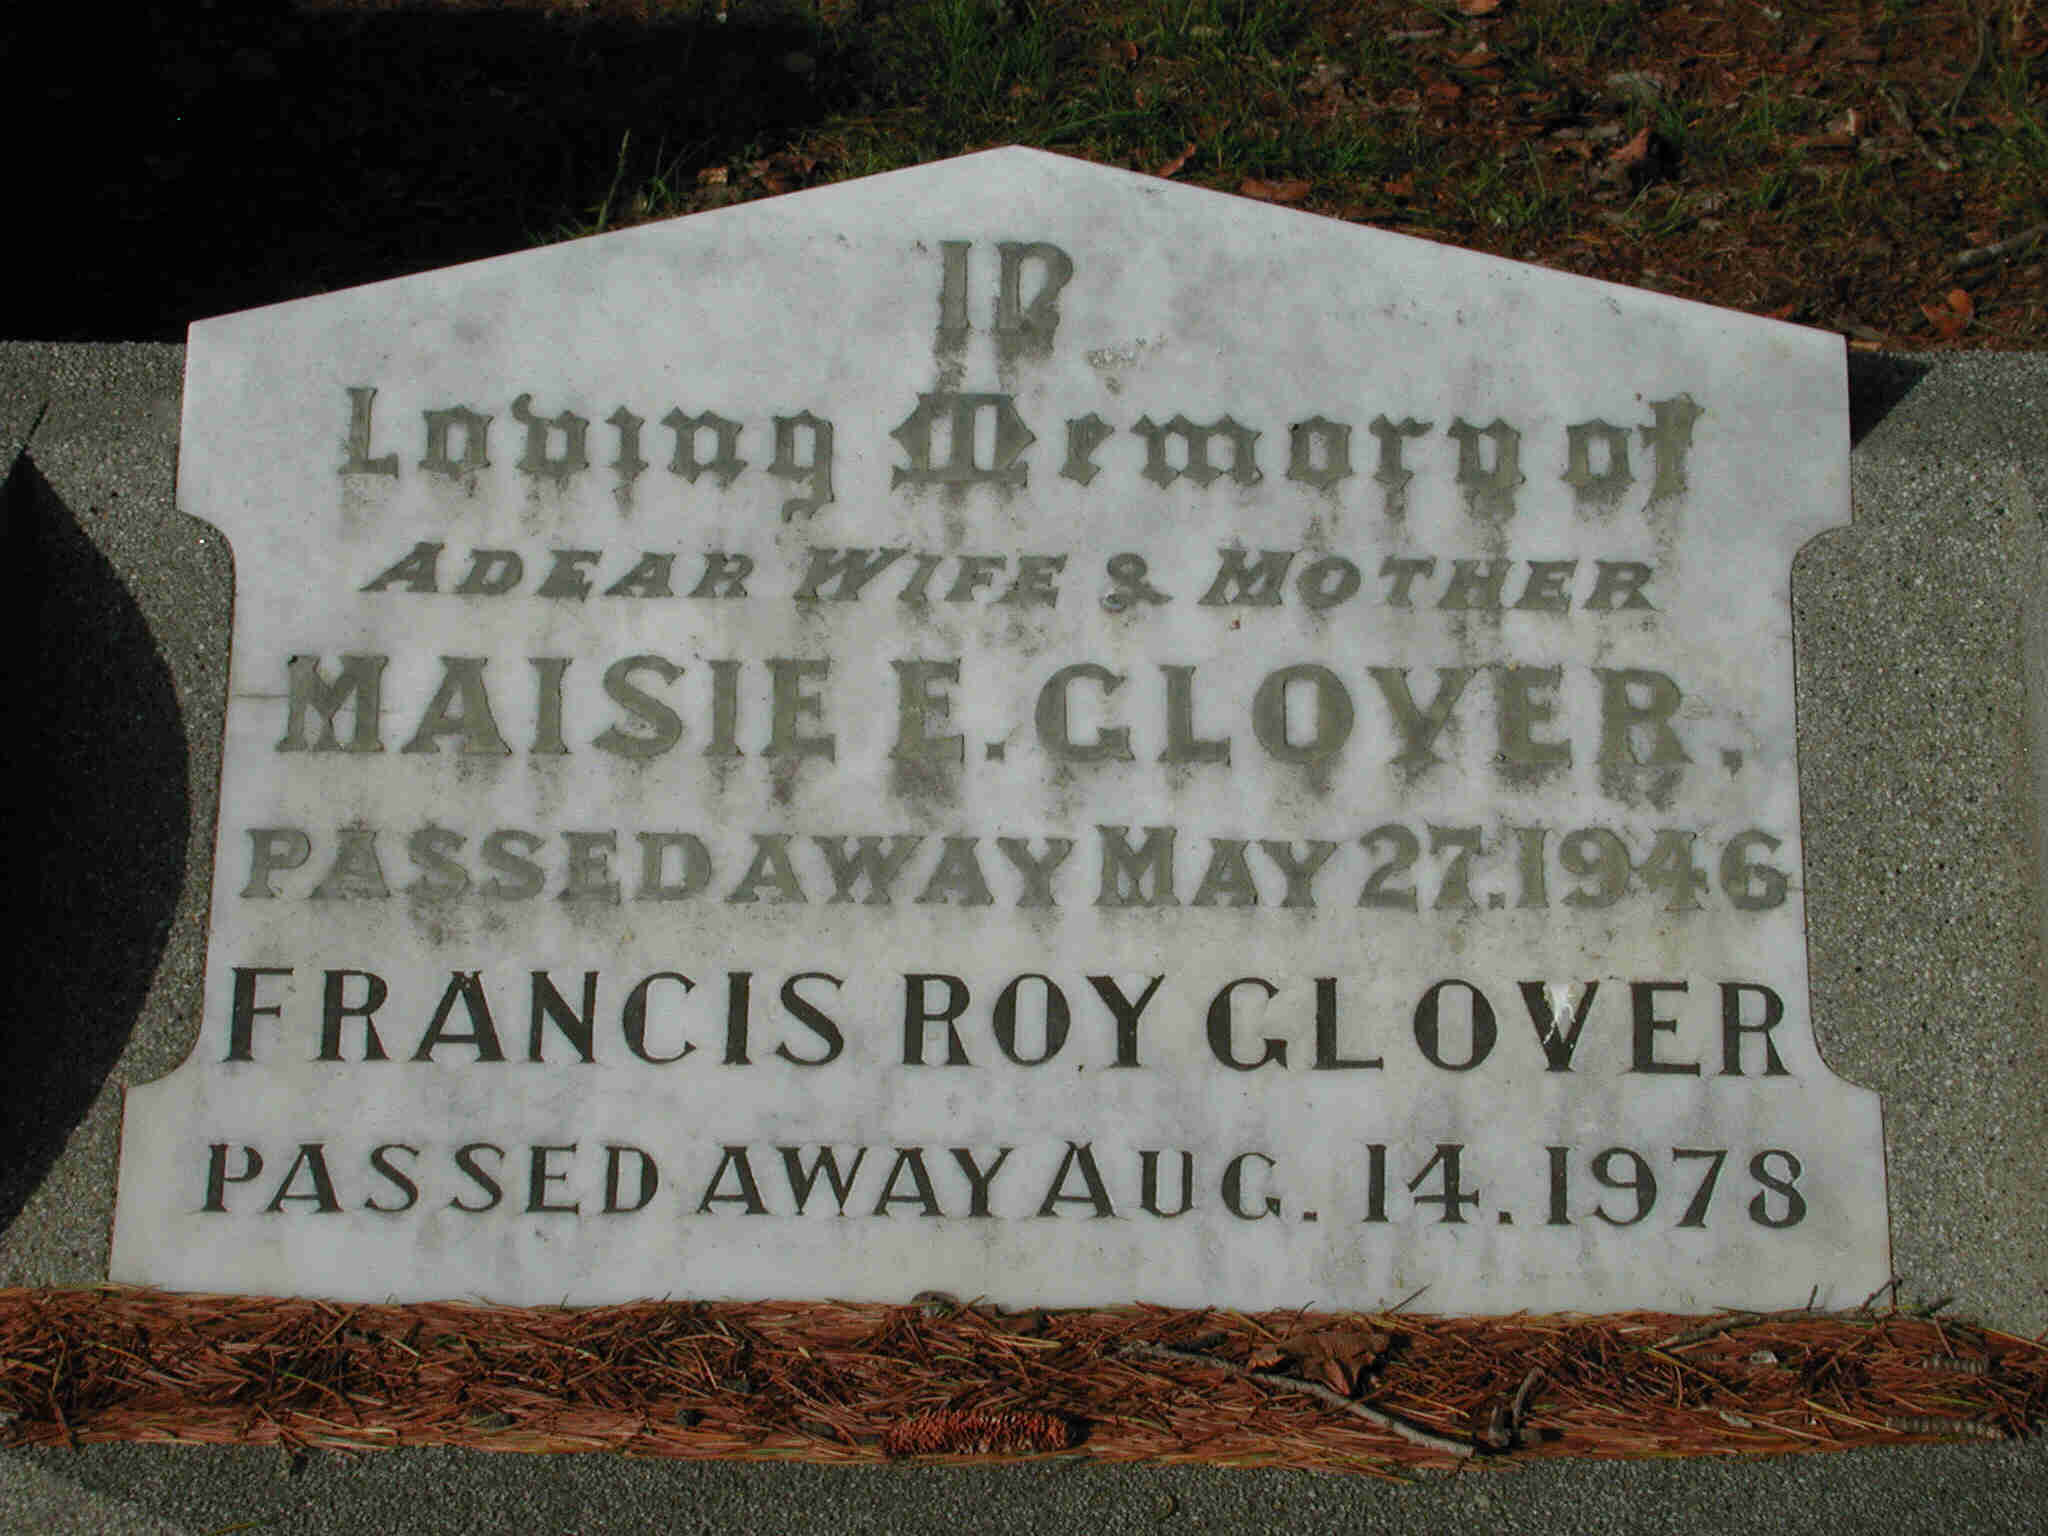 In
Loving Memory of
A DEAR WIFE & MOTHER
MAISIE E. GLOVER.
PASSED AWAY MAY 27. 1946
FRANCIS ROY GLOVER
PASSED AWAY AUG. 14. 1978